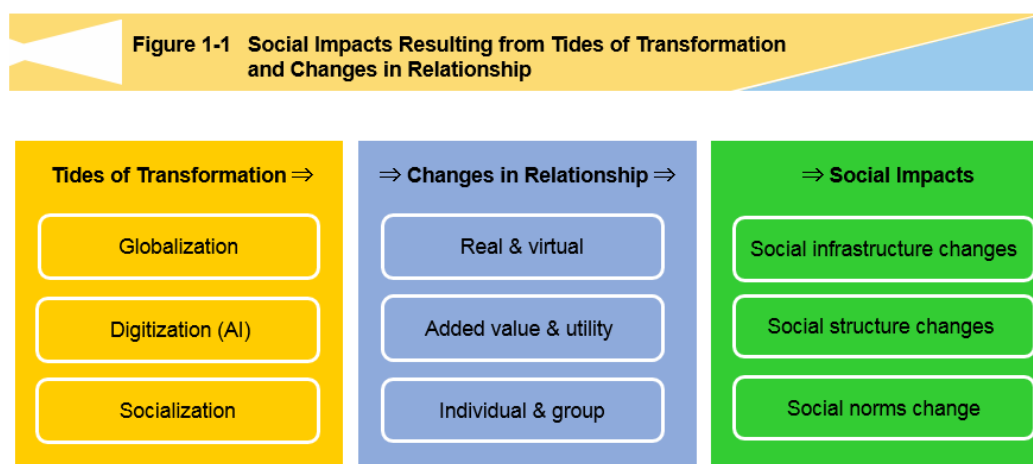 Figure 1-1 Social Impacts Resulting from Tides of Transformation
and Changes in Relationship
Tides of Transformation ⇒
Globalization
Digitization (AI)
Socialization
⇒ Changes in Relationship ⇒
Real & virtual
Added value & utility
Individual & group
⇒ Social Impacts
Social infrastructure changes
Social structure changes
Social norms change